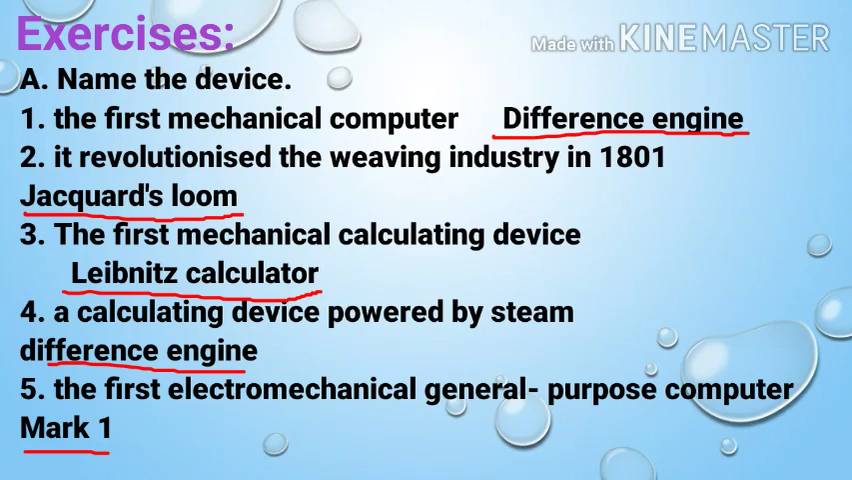 Exercises:
Made with KINEMASTER
A. Name the device.
1. the first mechanical computer Difference engine
2. it revolutionised the weaving industry in 1801
Jacquard's loom
3. The first mechanical calculating device
Leibnitz calculator
4. a calculating device powered by steam
difference engine
5. the first electromechanical general- purpose computer
Mark 1